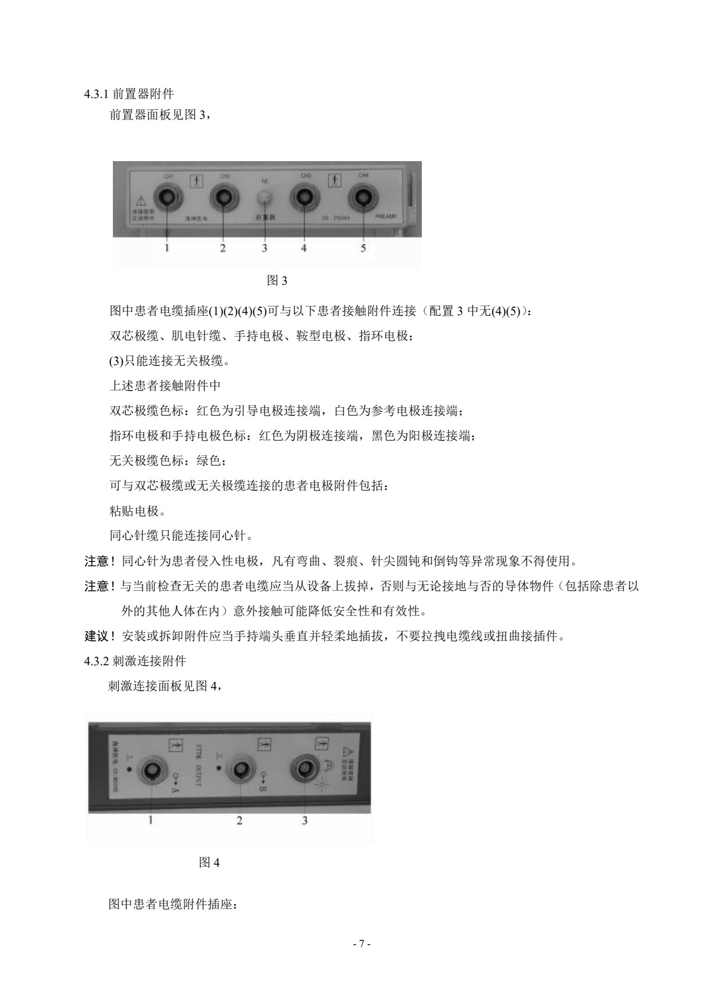 4.3.1 前置器附件
前置器面板见图 3，
CH1
CH2
NE
CH3
CH4
连接使用
见说明书
海神医电
前置器
PREAMP
1
2
3
4
5
图 3
图中患者电缆插座(1)(2)(4)(5)可与以下患者接触附件连接（配置 3 中无(4)(5)）：
双芯极缆、肌电针缆、手持电极、鞍型电极、指环电极；
(3)只能连接无关极缆。
上述患者接触附件中
双芯极缆色标：红色为引导电极连接端，白色为参考电极连接端；
指环电极和手持电极色标：红色为阴极连接端，黑色为阳极连接端；
无关极缆色标：绿色；
可与双芯极缆或无关极缆连接的患者电极附件包括：
粘贴电极。
同心针缆只能连接同心针。
注意！同心针为患者侵入性电极，凡有弯曲、裂痕、针尖圆钝和倒钩等异常现象不得使用。
注意！与当前检查无关的患者电缆应当从设备上拔掉，否则与无论接地与否的导体物件（包括除患者以
外的其他人体在内）意外接触可能降低安全性和有效性。
建议！安装或拆卸附件应当手持端头垂直并轻柔地插拔，不要拉拽电缆线或扭曲接插件。
4.3.2 刺激连接附件
刺激连接面板见图 4，
海神医电
A
STIM. OUTPUT
B
连接使用
见说明书
1
2
3
图 4
图中患者电缆附件插座：
- 7 -